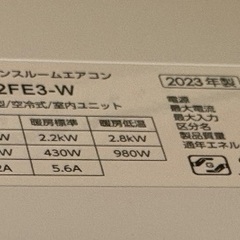 ンスルームエアコン
2FE3-W
2023年製
型/空冷式/室内ユニット
電源
暖房標準 暖房低温 最大電流
W 2.2kW 2.8kW 最大入力
W 430W 980W 区分名
2A 5.6A 製品質量
通年エネル